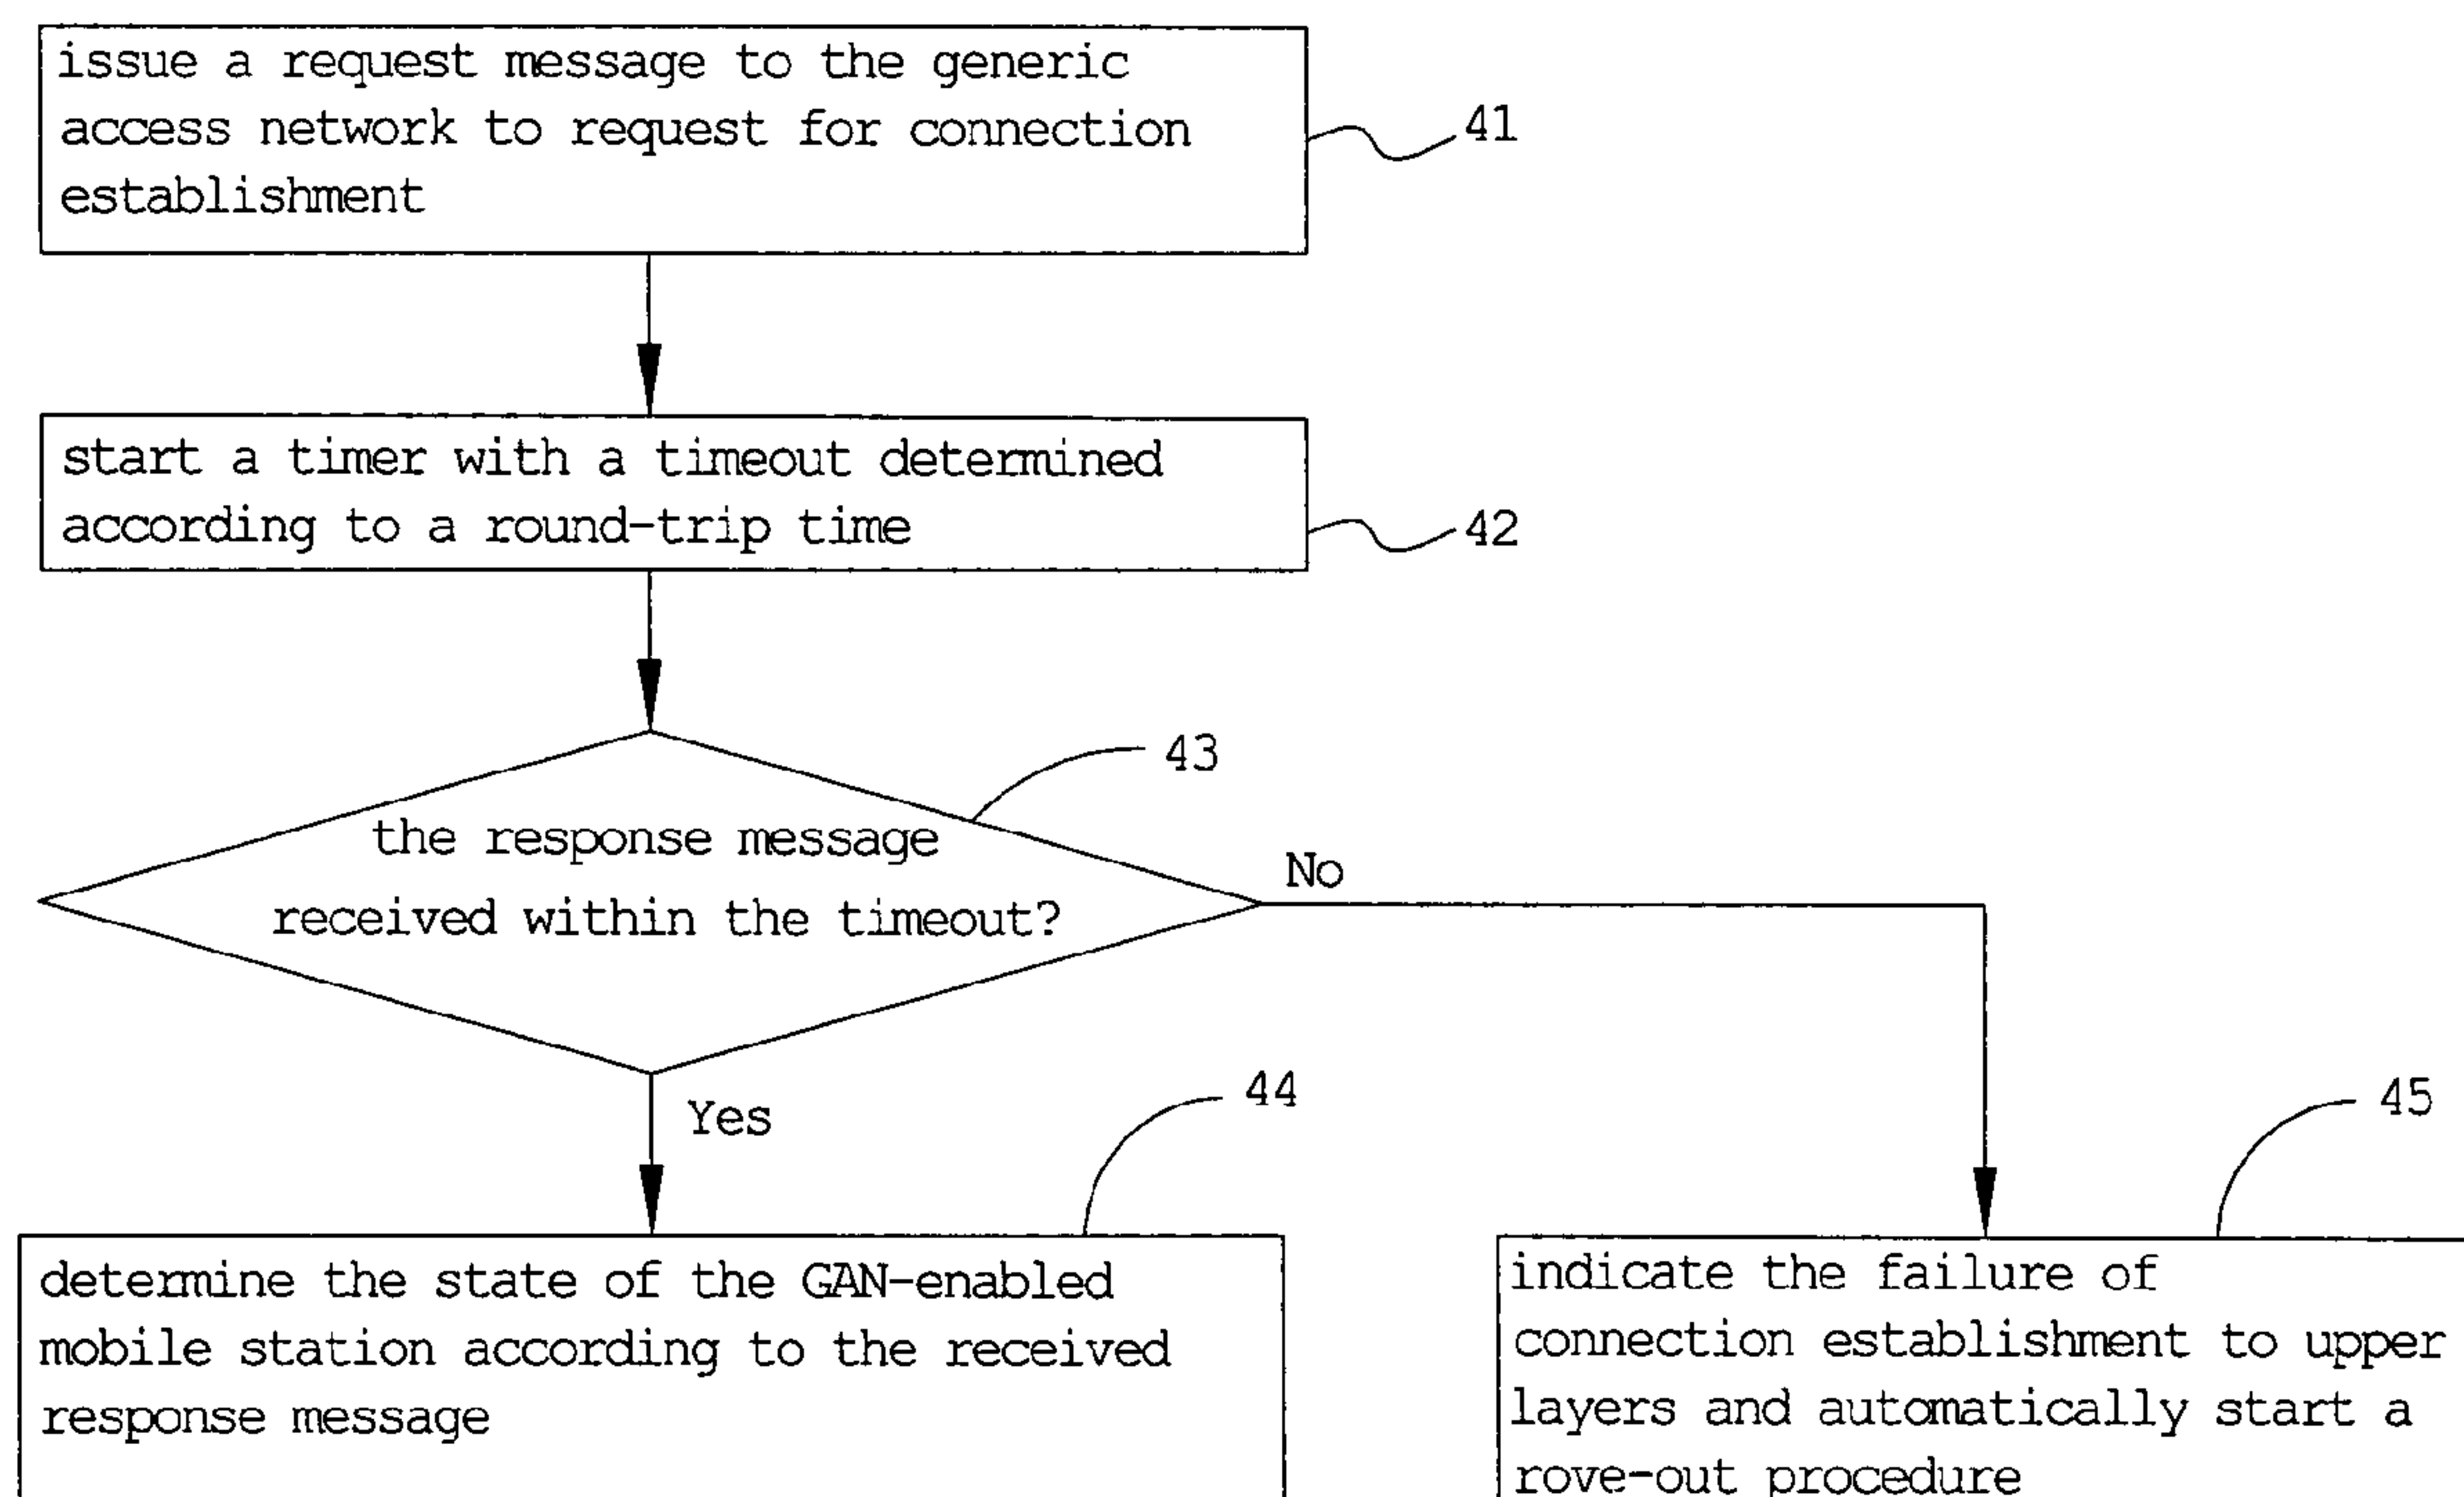 issue a request message to the generic
access network to request for connection
establishment
41
start a timer with a timeout determined
according to a round-trip time
42
43
the response message
received within the timeout?
No
Yes
44
45
determine the state of the GAN-enabled
mobile station according to the received
response message
indicate the failure of
connection establishment to upper
layers and automatically start a
rove-out procedure